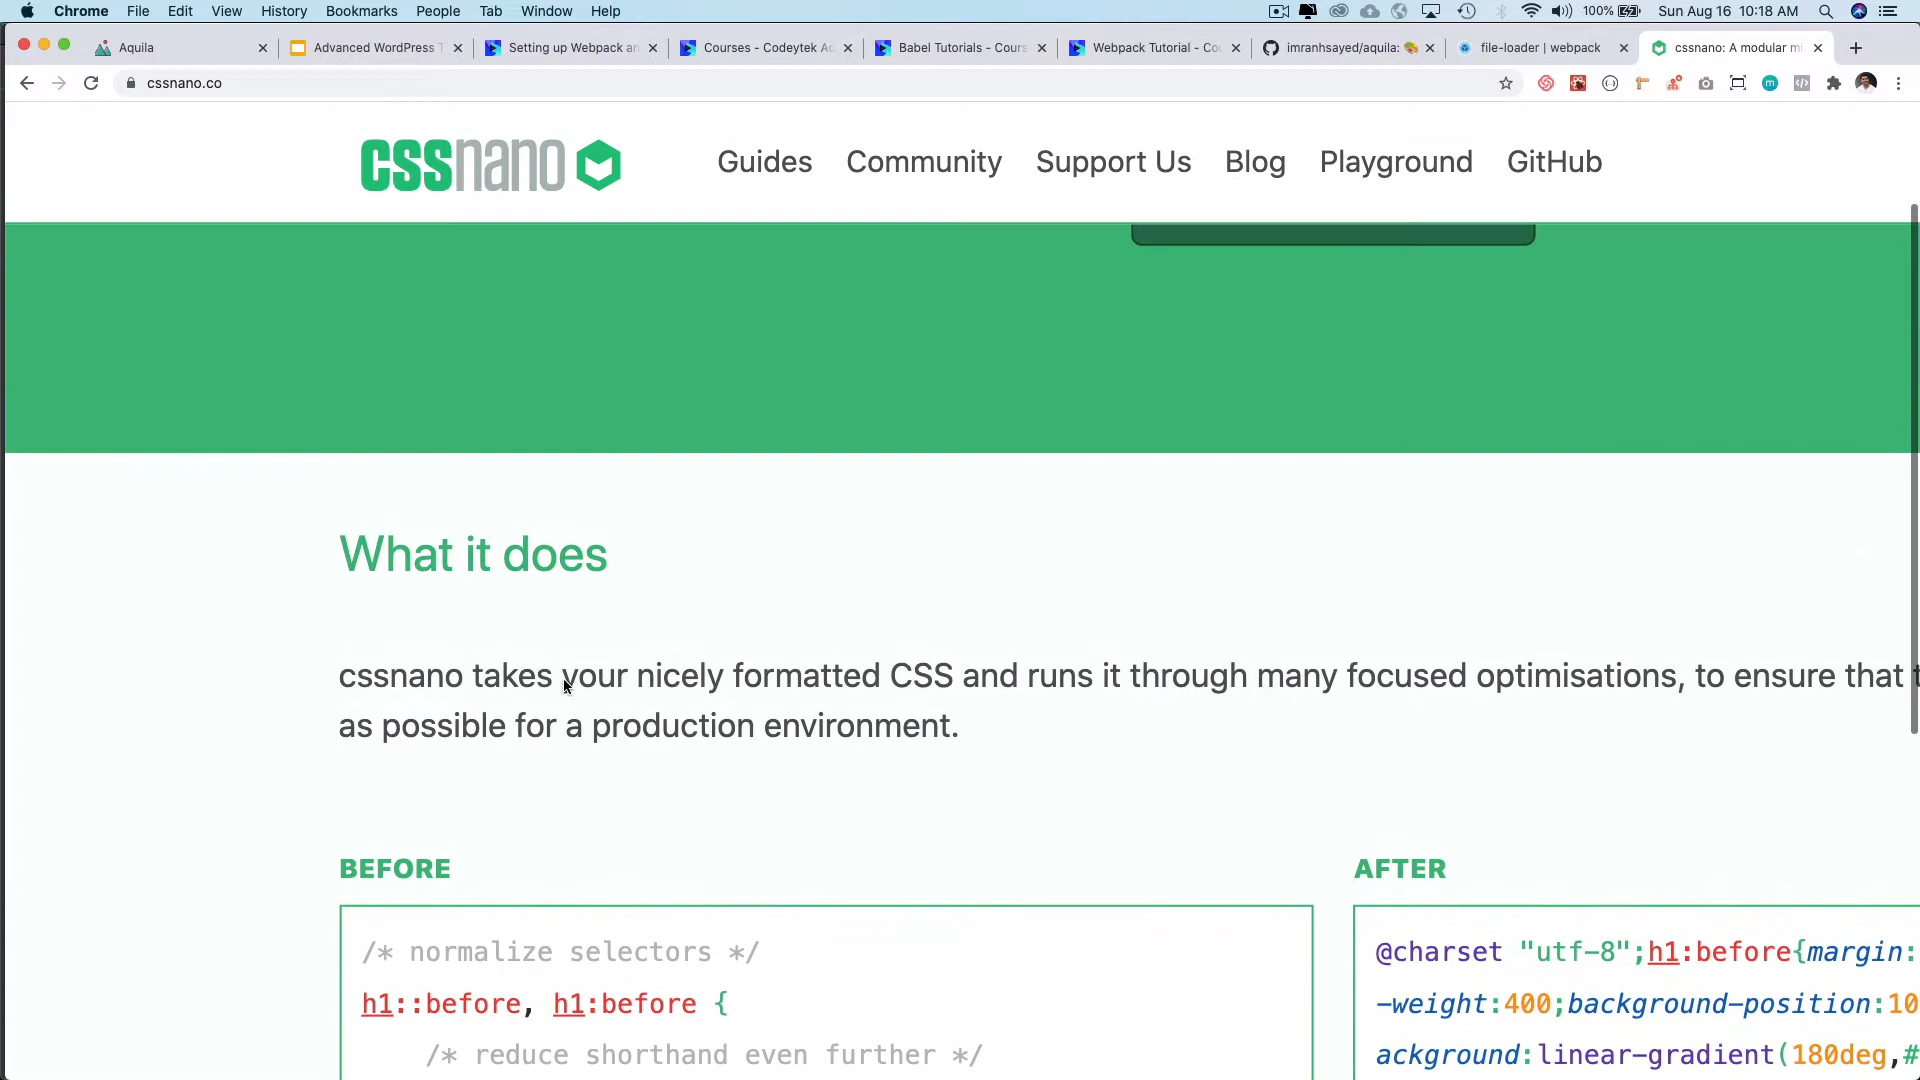 Chrome File Edit View History Bookmarks People Tab Window Help 100% Sun Aug 16 10:18 AM
Aquila Advanced WordPress T Setting up Webpack an Courses - Codeytek Ac Babel Tutorials - Cours Webpack Tutorial - Cou imranhsayed/aquila: file-loader | webpack cssnano: A modular mi
cssnano.co
cssnano Guides Community Support Us Blog Playground GitHub
What it does
cssnano takes your nicely formatted CSS and runs it through many focused optimisations, to ensure that t
as possible for a production environment.
BEFORE AFTER
/* normalize selectors */ @charset "utf-8";h1:before{margin:
h1::before, h1:before { -weight:400;background-position:10
/* reduce shorthand even further */ ackground:linear-gradient(180deg,#